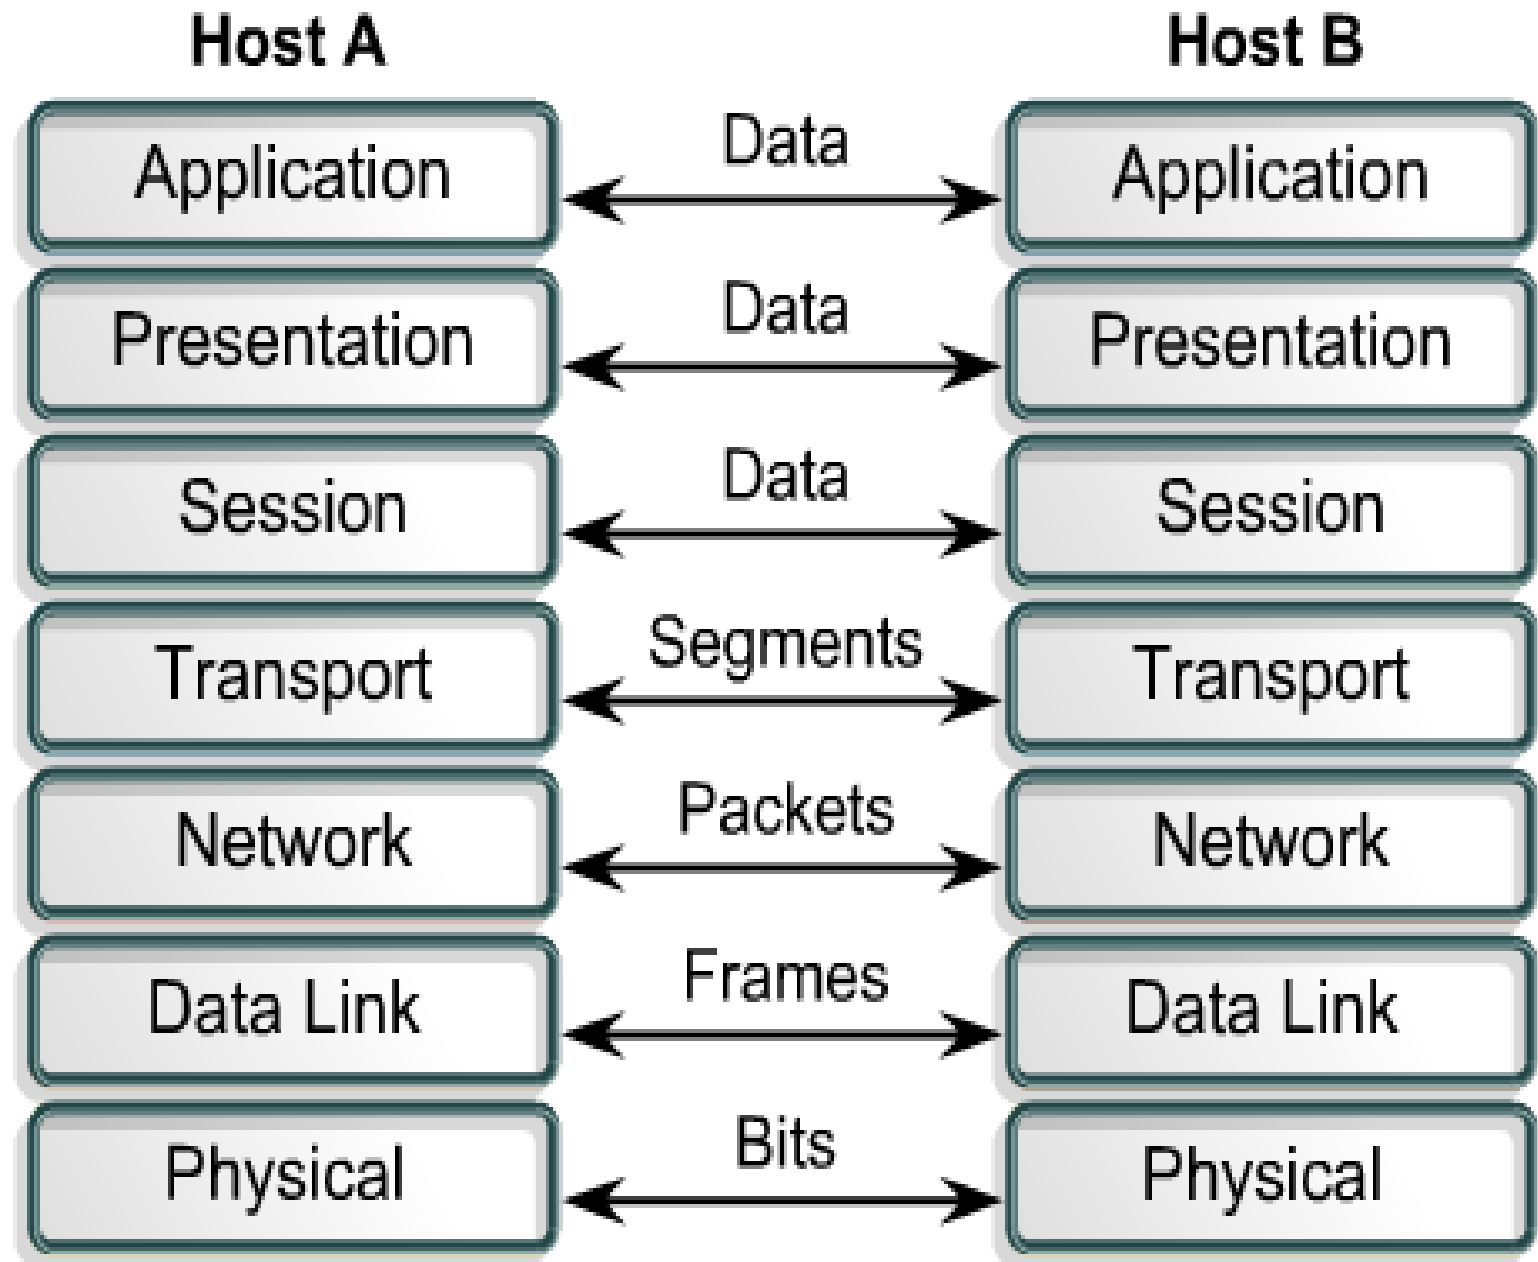 Host A
Host B
Application
Data
Application
Presentation
Data
Presentation
Session
Data
Session
Transport
Segments
Transport
Network
Packets
Network
Data Link
Frames
Data Link
Physical
Bits
Physical